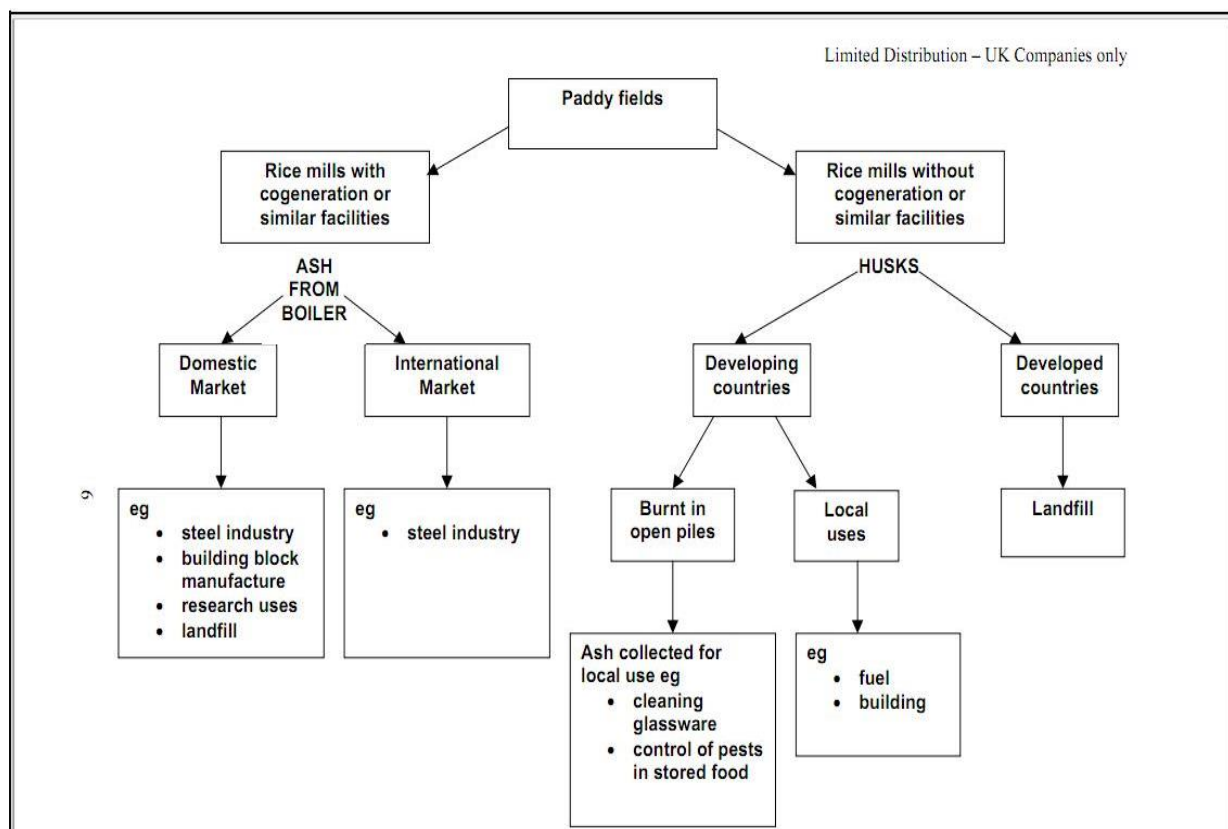 Limited Distribution – UK Companies only
Paddy fields
Rice mills with
cogeneration or
similar facilities
Rice mills without
cogeneration or
similar facilities
ASH
FROM
BOILER
HUSKS
Domestic
Market
International
Market
Developing
countries
Developed
countries
eg
• steel industry
• building block
manufacture
• research uses
• landfill
eg
• steel industry
Burnt in
open piles
Local
uses
Landfill
Ash collected for
local use eg
• cleaning
glassware
• control of pests
in stored food
eg
• fuel
• building